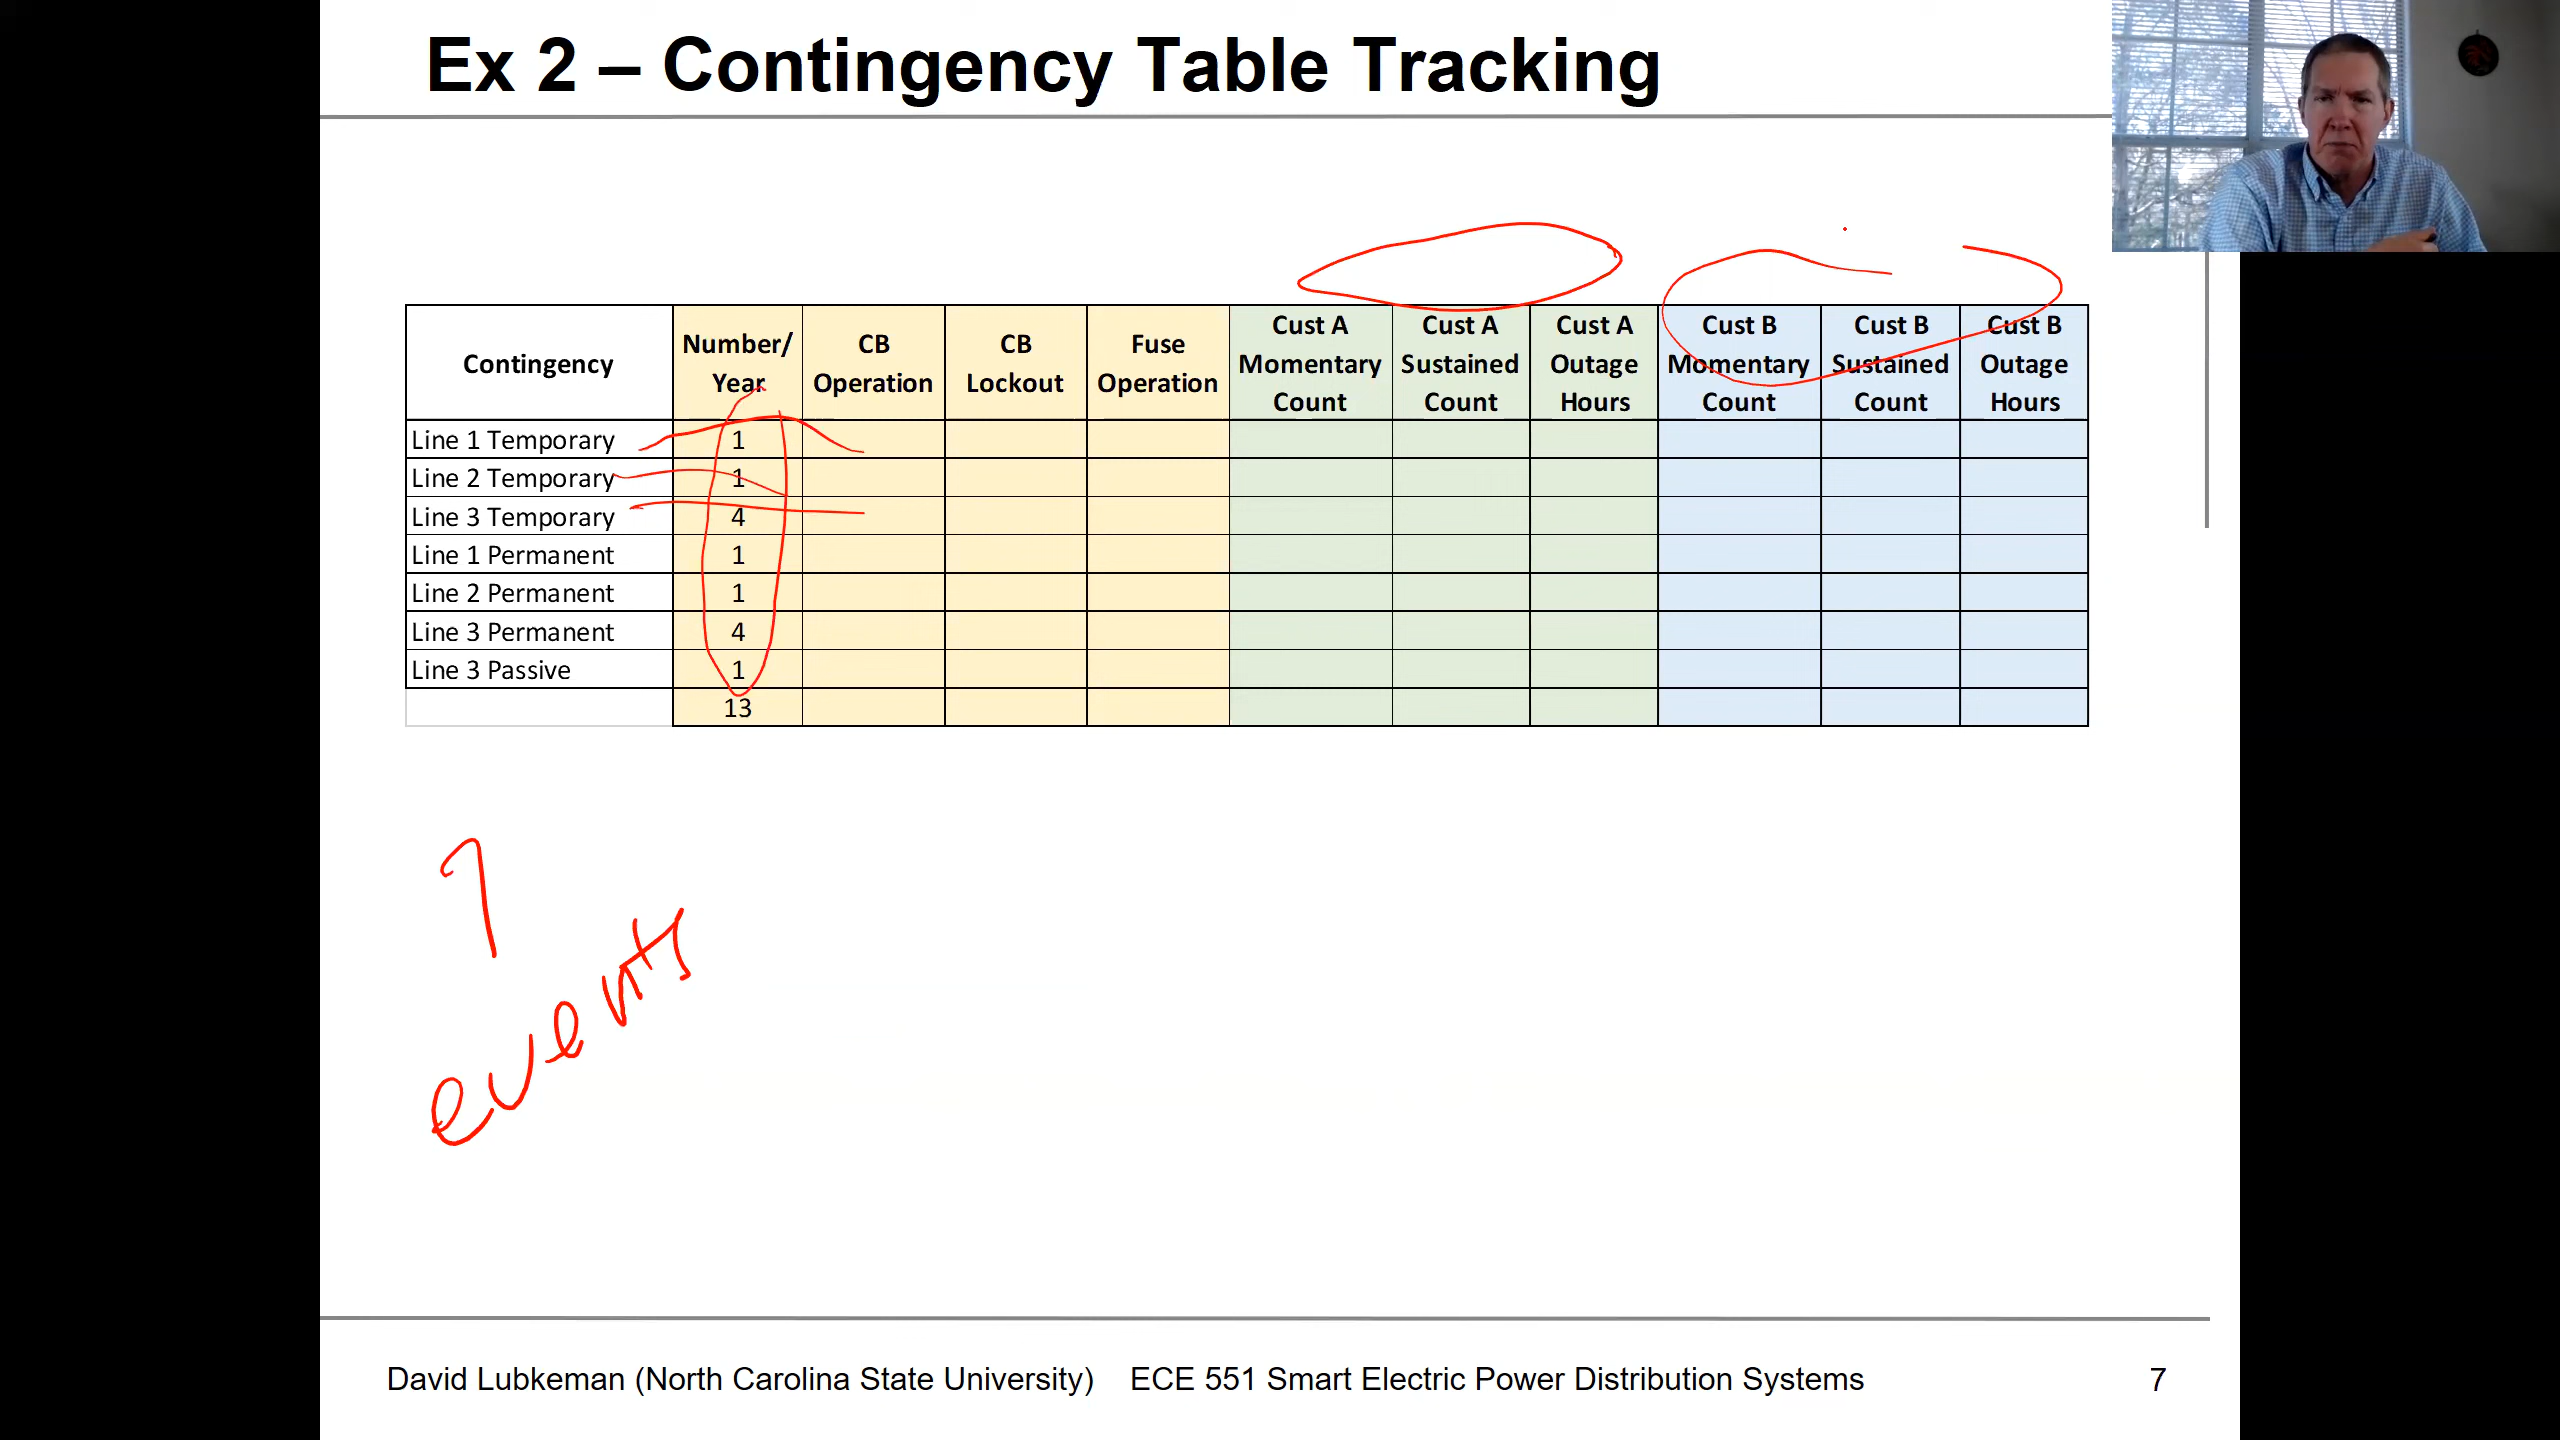 Ex 2 – Contingency Table Tracking
Contingency Number/ Year CB Operation CB Lockout Fuse Operation Cust A Momentary Count Cust A Sustained Count Cust A Outage Hours Cust B Momentary Count Cust B Sustained Count Cust B Outage Hours
Line 1 Temporary 1
Line 2 Temporary 1
Line 3 Temporary 4
Line 1 Permanent 1
Line 2 Permanent 1
Line 3 Permanent 4
Line 3 Passive 1
13
7
events
David Lubkeman (North Carolina State University) ECE 551 Smart Electric Power Distribution Systems 7